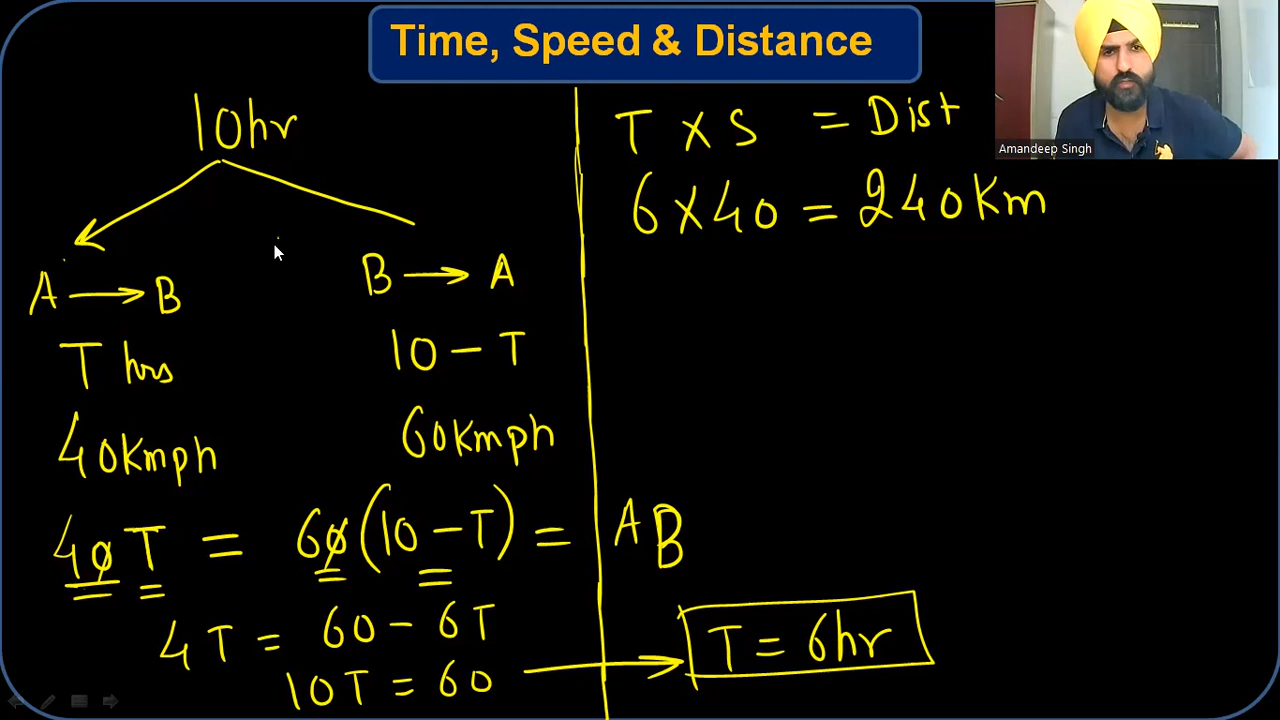 Time, Speed & Distance
Amandeep Singh
10hr
A → B
B → A
T hrs
10 - T
40Kmph
60Kmph
40T = 60(10 - T) = AB
4T = 60 - 6T
10T = 60 → T = 6hr
T x S = Dist
6 x 40 = 240Km